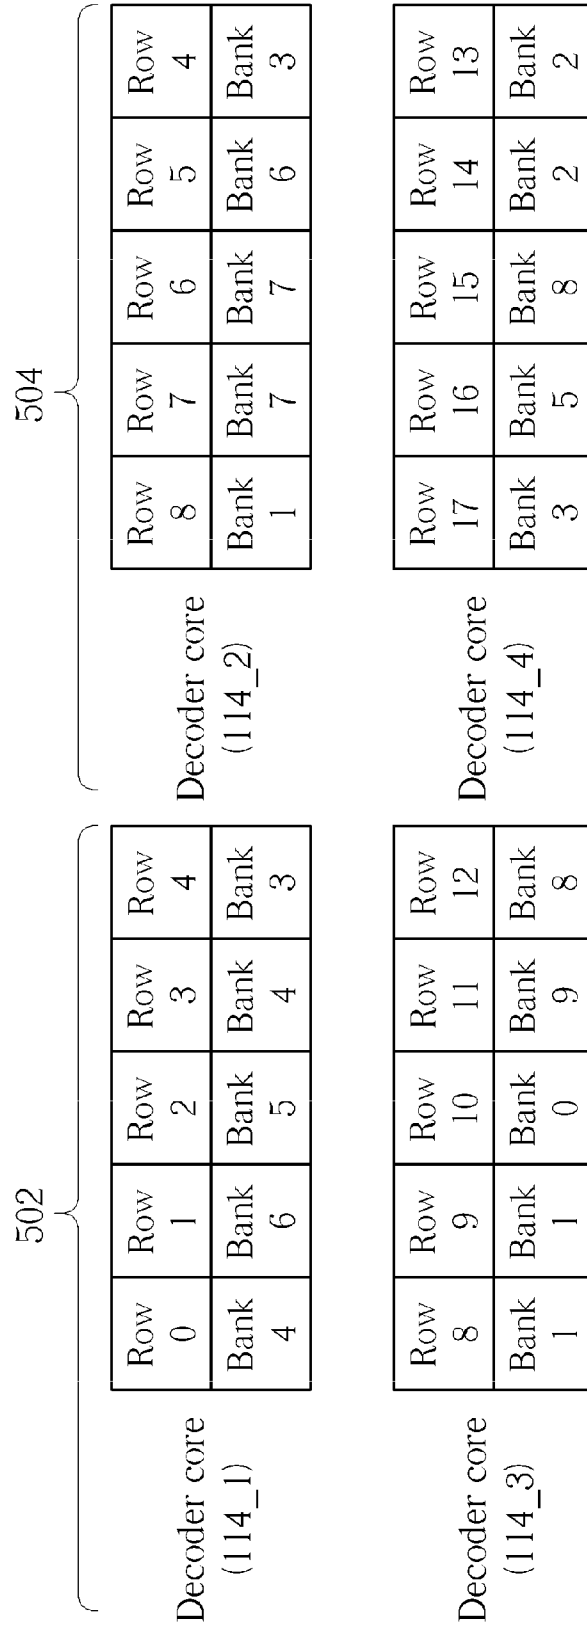 502
Decoder core
(114_1)
Row 0 Row 1 Row 2 Row 3 Row 4
Bank 4 Bank 6 Bank 5 Bank 4 Bank 3
Decoder core
(114_3)
Row 8 Row 9 Row 10 Row 11 Row 12
Bank 1 Bank 1 Bank 0 Bank 9 Bank 8
504
Decoder core
(114_2)
Row 8 Row 7 Row 6 Row 5 Row 4
Bank 1 Bank 7 Bank 7 Bank 6 Bank 3
Decoder core
(114_4)
Row 17 Row 16 Row 15 Row 14 Row 13
Bank 3 Bank 5 Bank 8 Bank 2 Bank 2